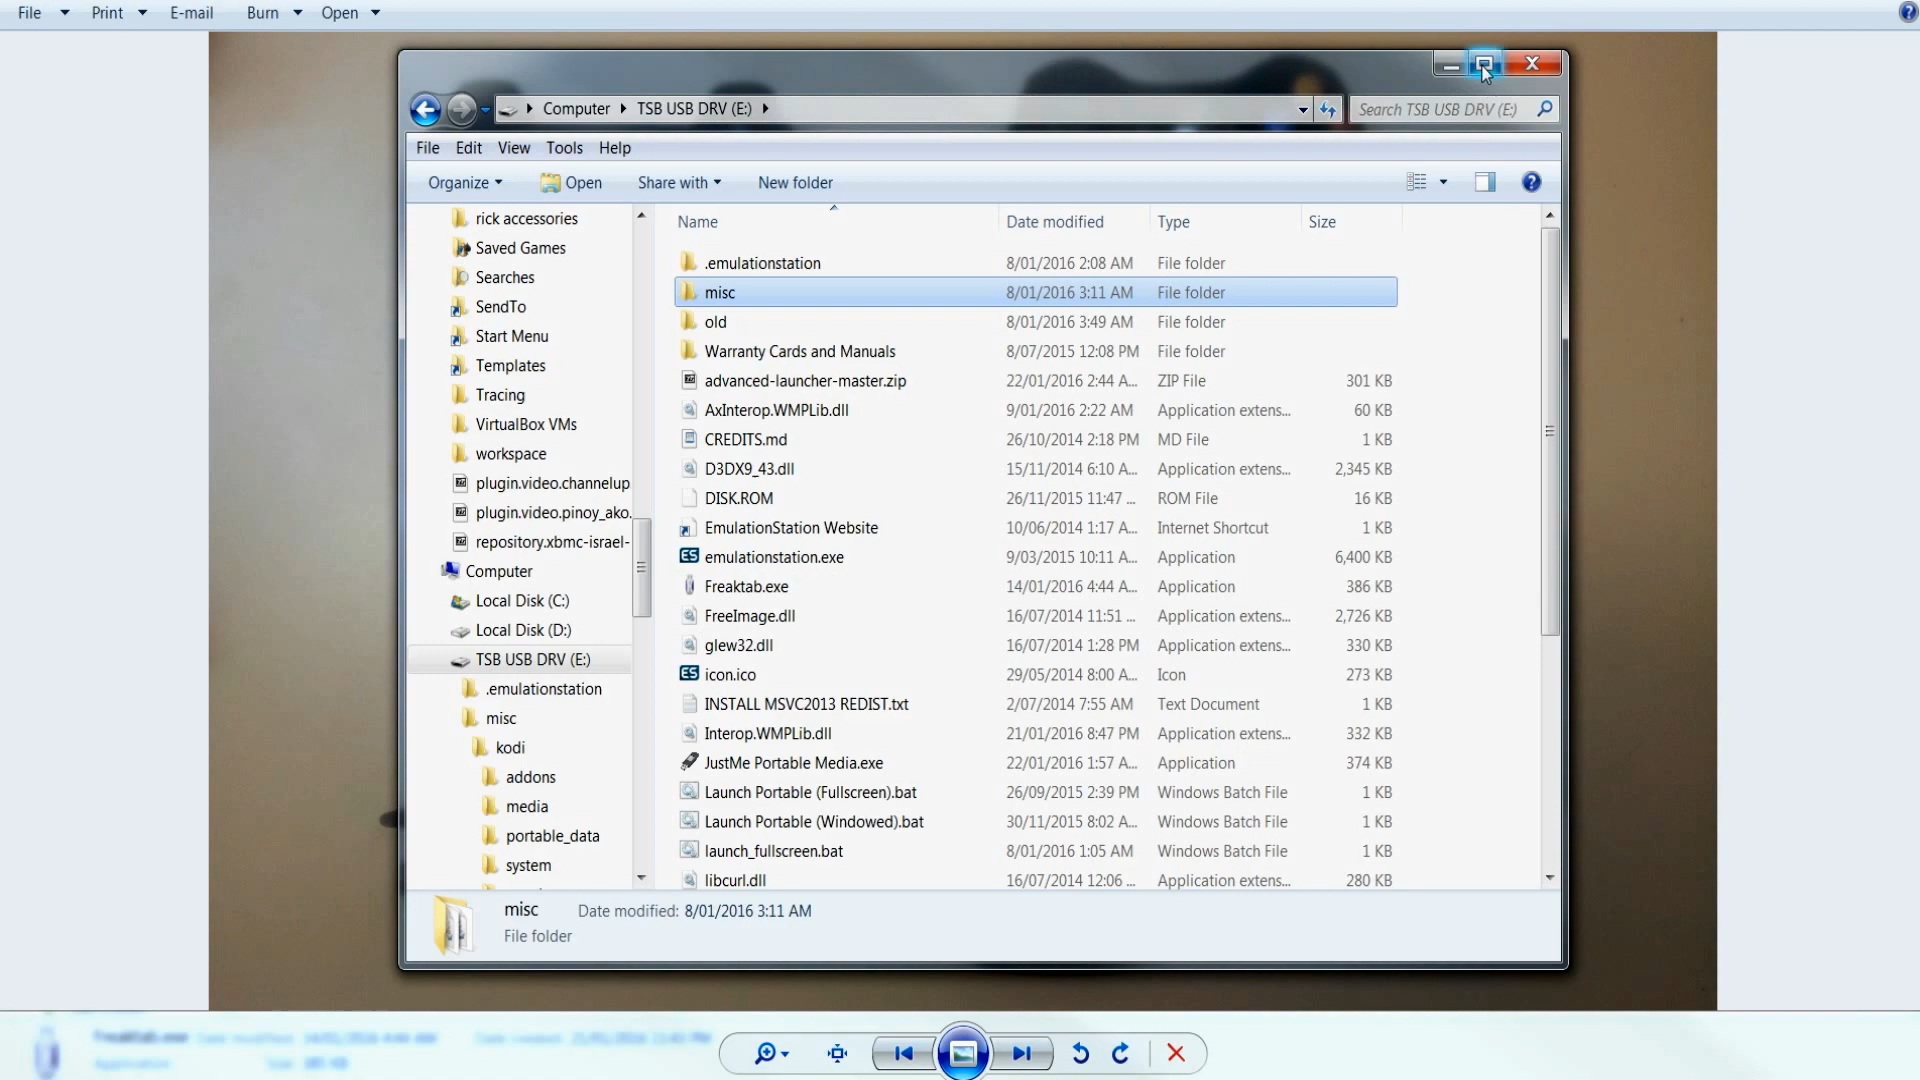 File Print E-mail Burn Open
Computer TSB USB DRV (E:)
Search TSB USB DRV (E:)
File Edit View Tools Help
Organize Open Share with New folder
rick accessories
Saved Games
Searches
SendTo
Start Menu
Templates
Tracing
VirtualBox VMs
workspace
plugin.video.channelup
plugin.video.pinoy_ako.
repository.xbmc-israel-
Computer
Local Disk (C:)
Local Disk (D:)
TSB USB DRV (E:)
.emulationstation
misc
kodi
addons
media
portable_data
system
Name Date modified Type Size
.emulationstation 8/01/2016 2:08 AM File folder
misc 8/01/2016 3:11 AM File folder
old 8/01/2016 3:49 AM File folder
Warranty Cards and Manuals 8/07/2015 12:08 PM File folder
advanced-launcher-master.zip 22/01/2016 2:44 A... ZIP File 301 KB
AxInterop.WMPLib.dll 9/01/2016 2:22 AM Application extens... 60 KB
CREDITS.md 26/10/2014 2:18 PM MD File 1 KB
D3DX9_43.dll 15/11/2014 6:10 A... Application extens... 2,345 KB
DISK.ROM 26/11/2015 11:47 ... ROM File 16 KB
EmulationStation Website 10/06/2014 1:17 A... Internet Shortcut 1 KB
ES emulationstation.exe 9/03/2015 10:11 A... Application 6,400 KB
Freaktab.exe 14/01/2016 4:44 A... Application 386 KB
FreeImage.dll 16/07/2014 11:51 ... Application extens... 2,726 KB
glew32.dll 16/07/2014 1:28 PM Application extens... 330 KB
ES icon.ico 29/05/2014 8:00 A... Icon 273 KB
INSTALL MSVC2013 REDIST.txt 2/07/2014 7:55 AM Text Document 1 KB
Interop.WMPLib.dll 21/01/2016 8:47 PM Application extens... 332 KB
JustMe Portable Media.exe 22/01/2016 1:57 A... Application 374 KB
Launch Portable (Fullscreen).bat 26/09/2015 2:39 PM Windows Batch File 1 KB
Launch Portable (Windowed).bat 30/11/2015 8:02 A... Windows Batch File 1 KB
launch_fullscreen.bat 8/01/2016 1:05 AM Windows Batch File 1 KB
libcurl.dll 16/07/2014 12:06 ... Application extens... 280 KB
misc Date modified: 8/01/2016 3:11 AM
File folder